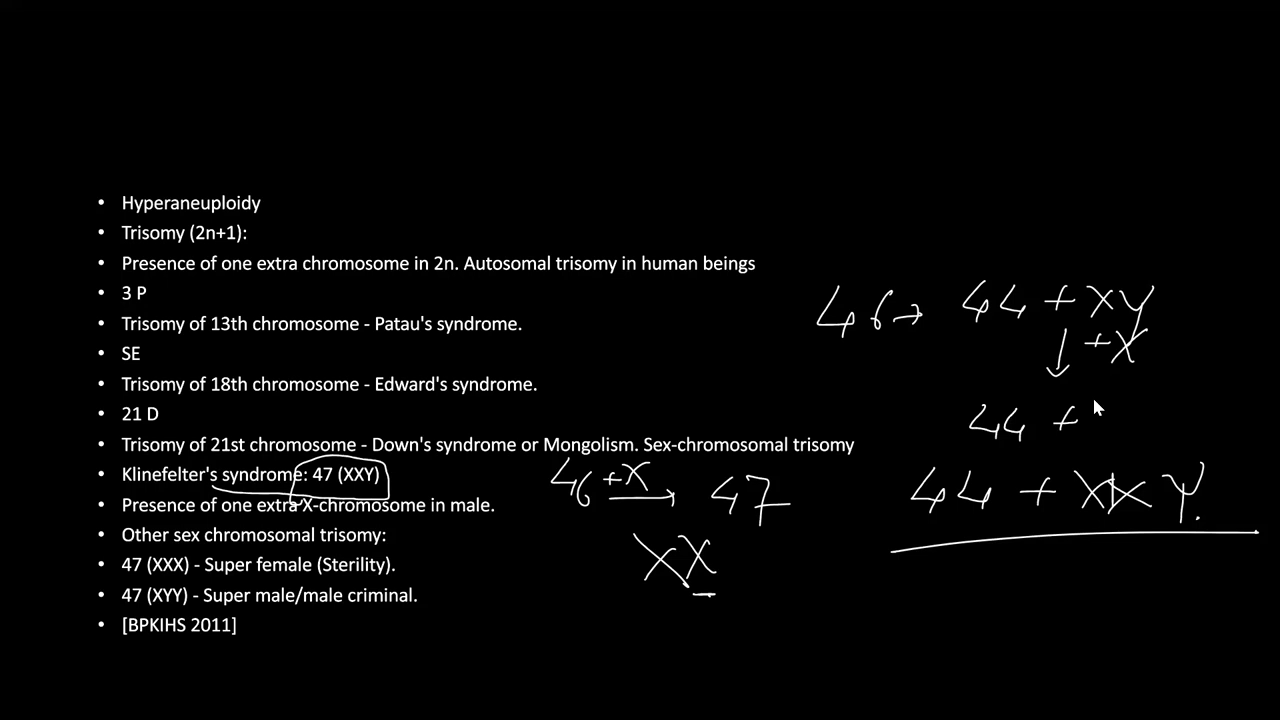 • Hyperaneuploidy
• Trisomy (2n+1):
• Presence of one extra chromosome in 2n. Autosomal trisomy in human beings
• 3 P
• Trisomy of 13th chromosome - Patau's syndrome.
• SE
• Trisomy of 18th chromosome - Edward's syndrome.
• 21 D
• Trisomy of 21st chromosome - Down's syndrome or Mongolism. Sex-chromosomal trisomy
• Klinefelter's syndrome: 47 (XXY)
• Presence of one extra X-chromosome in male.
• Other sex chromosomal trisomy:
• 47 (XXX) - Super female (Sterility).
• 47 (XYY) - Super male/male criminal.
• [BPKIHS 2011]
46 +X → 47
XX
46 → 44 + XY
↓ +X
44 +
44 + XXY.